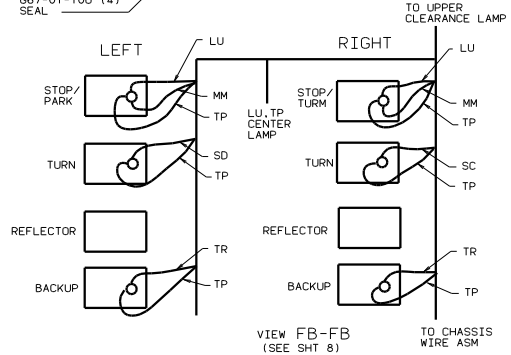 SEAL
TO UPPER
CLEARANCE LAMP
LEFT
RIGHT
LU
LU
STOP/
PARK
MM
TP
LU,TP
CENTER
LAMP
STOP/
TURM
MM
TP
TURN
SD
TP
TURN
SC
TP
REFLECTOR
REFLECTOR
BACKUP
TR
TP
BACKUP
TR
TP
VIEW FB-FB
(SEE SHT 8)
TO CHASSIS
WIRE ASM